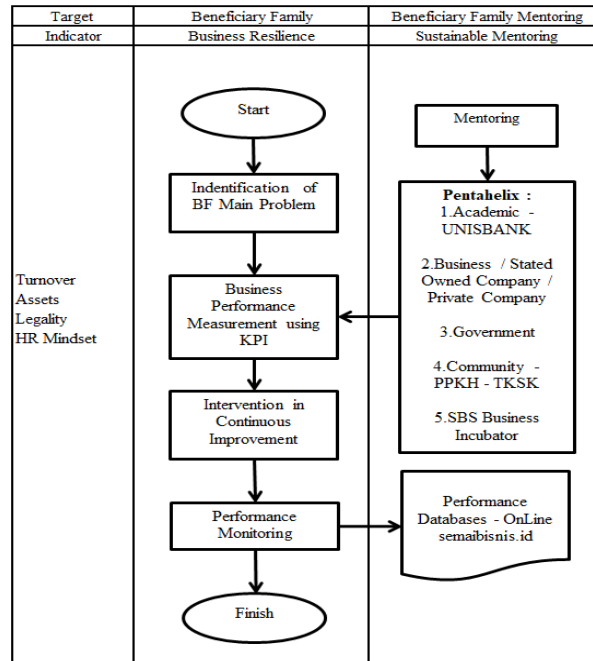 Target
Beneficiary Family
Beneficiary Family Mentoring
Indicator
Business Resilience
Sustainable Mentoring
Turnover
Assets
Legality
HR Mindset
Start
Indentification of
BF Main Problem
Business
Performance
Measurement using
KPI
Intervention in
Continuous
Improvement
Performance
Monitoring
Finish
Mentoring
Pentahelix :
1.Academic -
UNISBANK
2.Business / Stated
Owned Company /
Private Company
3.Government
4.Community -
PPKH - TKSK
5.SBS Business
Incubator
Performance
Databases - OnLine
semaibisnis.id